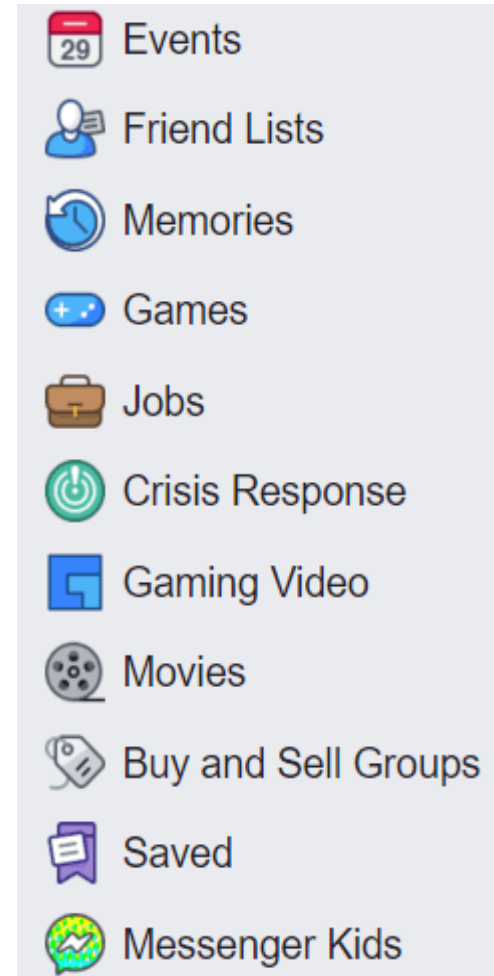 29
Events
Friend Lists
Memories
Games
Jobs
Crisis Response
Gaming Video
Movies
Buy and Sell Groups
Saved
Messenger Kids